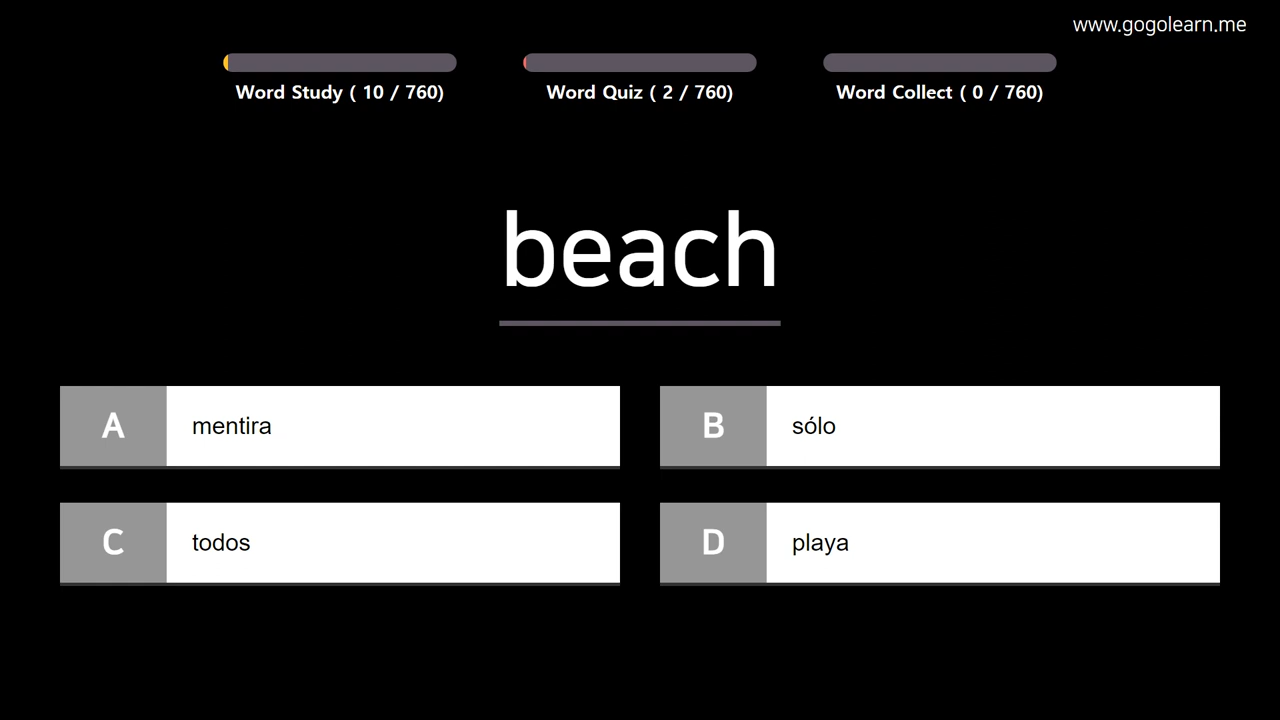 www.gogolearn.me
Word Study ( 10 / 760)
Word Quiz ( 2 / 760)
Word Collect ( 0 / 760)
beach
A mentira
B sólo
C todos
D playa